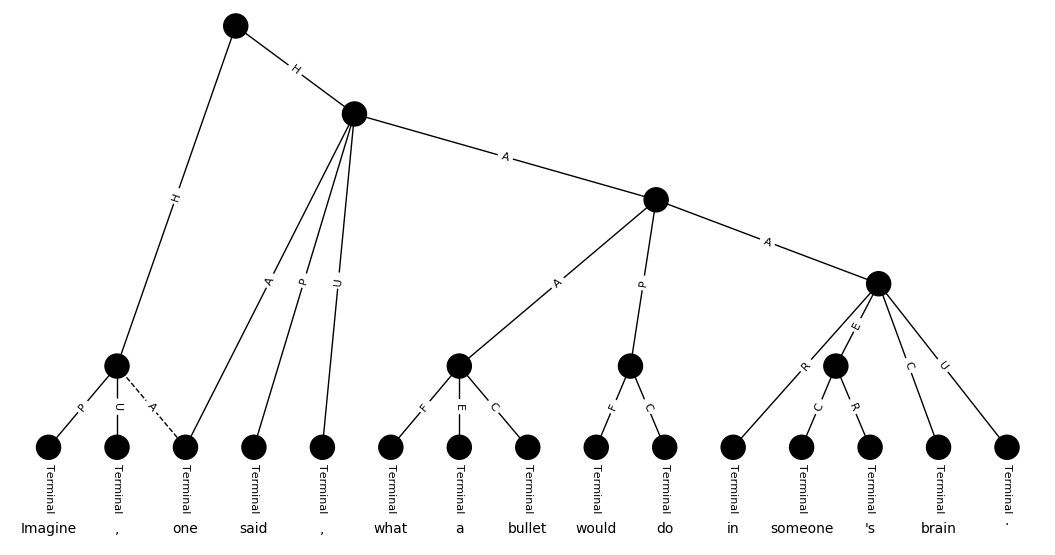 H
H
A
H
A
A
P
U
A
P
A
E
R
C
U
P
U
A
F
E
C
F
C
C
R
Terminal Terminal Terminal Terminal Terminal Terminal Terminal Terminal Terminal Terminal Terminal Terminal Terminal Terminal Terminal
Imagine , one said , what a bullet would do in someone 's brain .